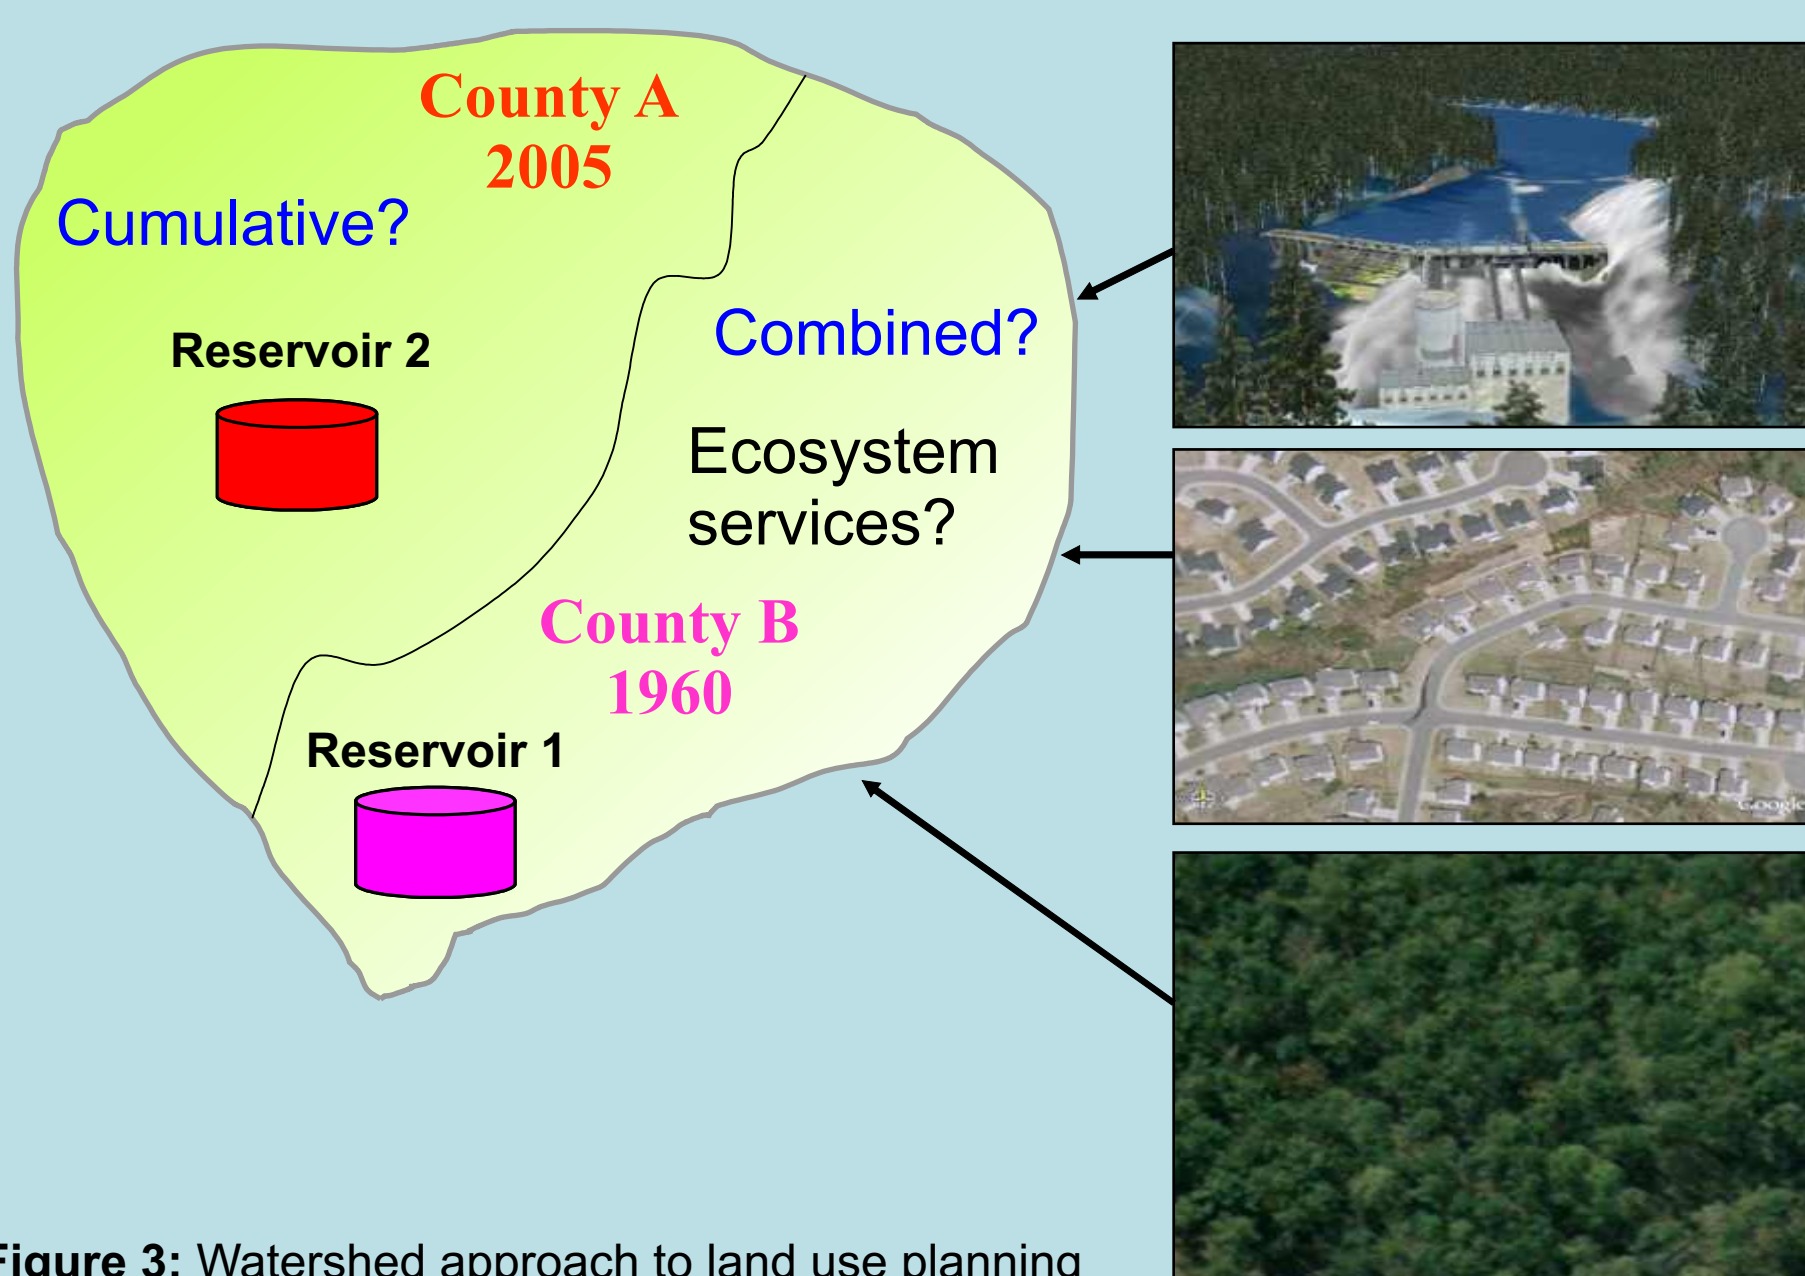 County A
2005
Cumulative?
Reservoir 2
Combined?
Ecosystem
services?
County B
1960
Reservoir 1
Google
Figure 3: Watershed approach to land use planning